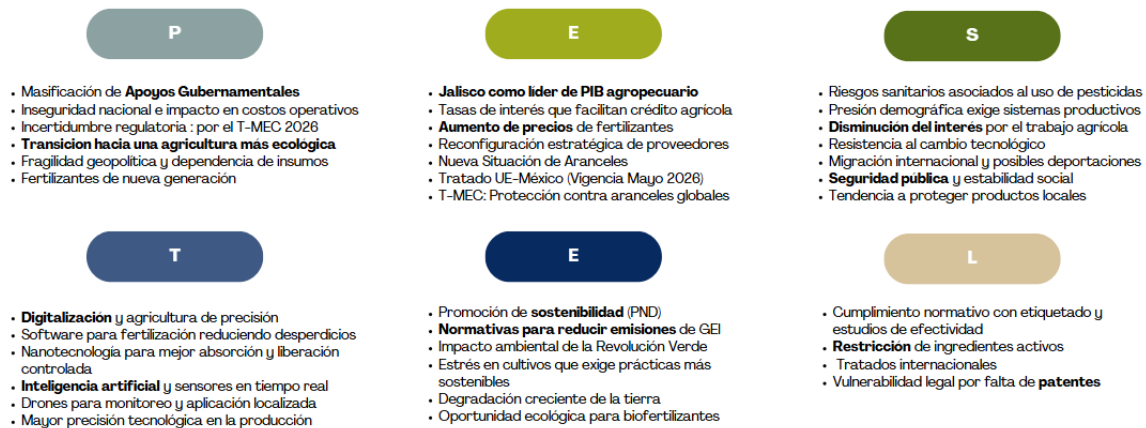 P
• Masificación de Apoyos Gubernamentales
• Inseguridad nacional e impacto en costos operativos
• Incertidumbre regulatoria : por el T-MEC 2026
• Transicion hacia una agricultura más ecológica
• Fragilidad geopolítica y dependencia de insumos
• Fertilizantes de nueva generación
E
• Jalisco como líder de PIB agropecuario
• Tasas de interés que facilitan crédito agrícola
• Aumento de precios de fertilizantes
• Reconfiguración estratégica de proveedores
• Nueva Situación de Aranceles
• Tratado UE-México (Vigencia Mayo 2026)
• T-MEC: Protección contra aranceles globales
S
• Riesgos sanitarios asociados al uso de pesticidas
• Presión demográfica exige sistemas productivos
• Disminución del interés por el trabajo agrícola
• Resistencia al cambio tecnológico
• Migración internacional y posibles deportaciones
• Seguridad pública y estabilidad social
• Tendencia a proteger productos locales
T
• Digitalización y agricultura de precisión
• Software para fertilización reduciendo desperdicios
• Nanotecnología para mejor absorción y liberación
controlada
• Inteligencia artificial y sensores en tiempo real
• Drones para monitoreo y aplicación localizada
• Mayor precisión tecnológica en la producción
E
• Promoción de sostenibilidad (PND)
• Normativas para reducir emisiones de GEI
• Impacto ambiental de la Revolución Verde
• Estrés en cultivos que exige prácticas más
sostenibles
• Degradación creciente de la tierra
• Oportunidad ecológica para biofertilizantes
L
• Cumplimiento normativo con etiquetado y
estudios de efectividad
• Restricción de ingredientes activos
• Tratados internacionales
• Vulnerabilidad legal por falta de patentes